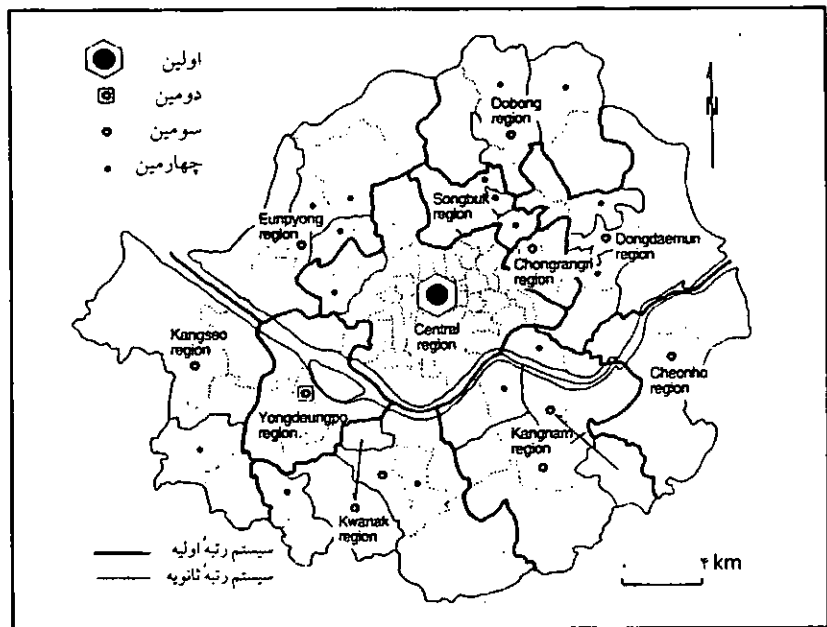 اولین
دومین
سومین
چهارمین
N
Dobong
region
Songbuk
region
Eunpyong
region
Dongdaemun
region
Chongrangri
region
Central
region
Kangseo
region
Cheonho
region
Yongdeungpo
region
Kangnam
region
Kwanak
region
سیستم رتبهٔ اولیه
سیستم رتبهٔ ثانویه
۴ km